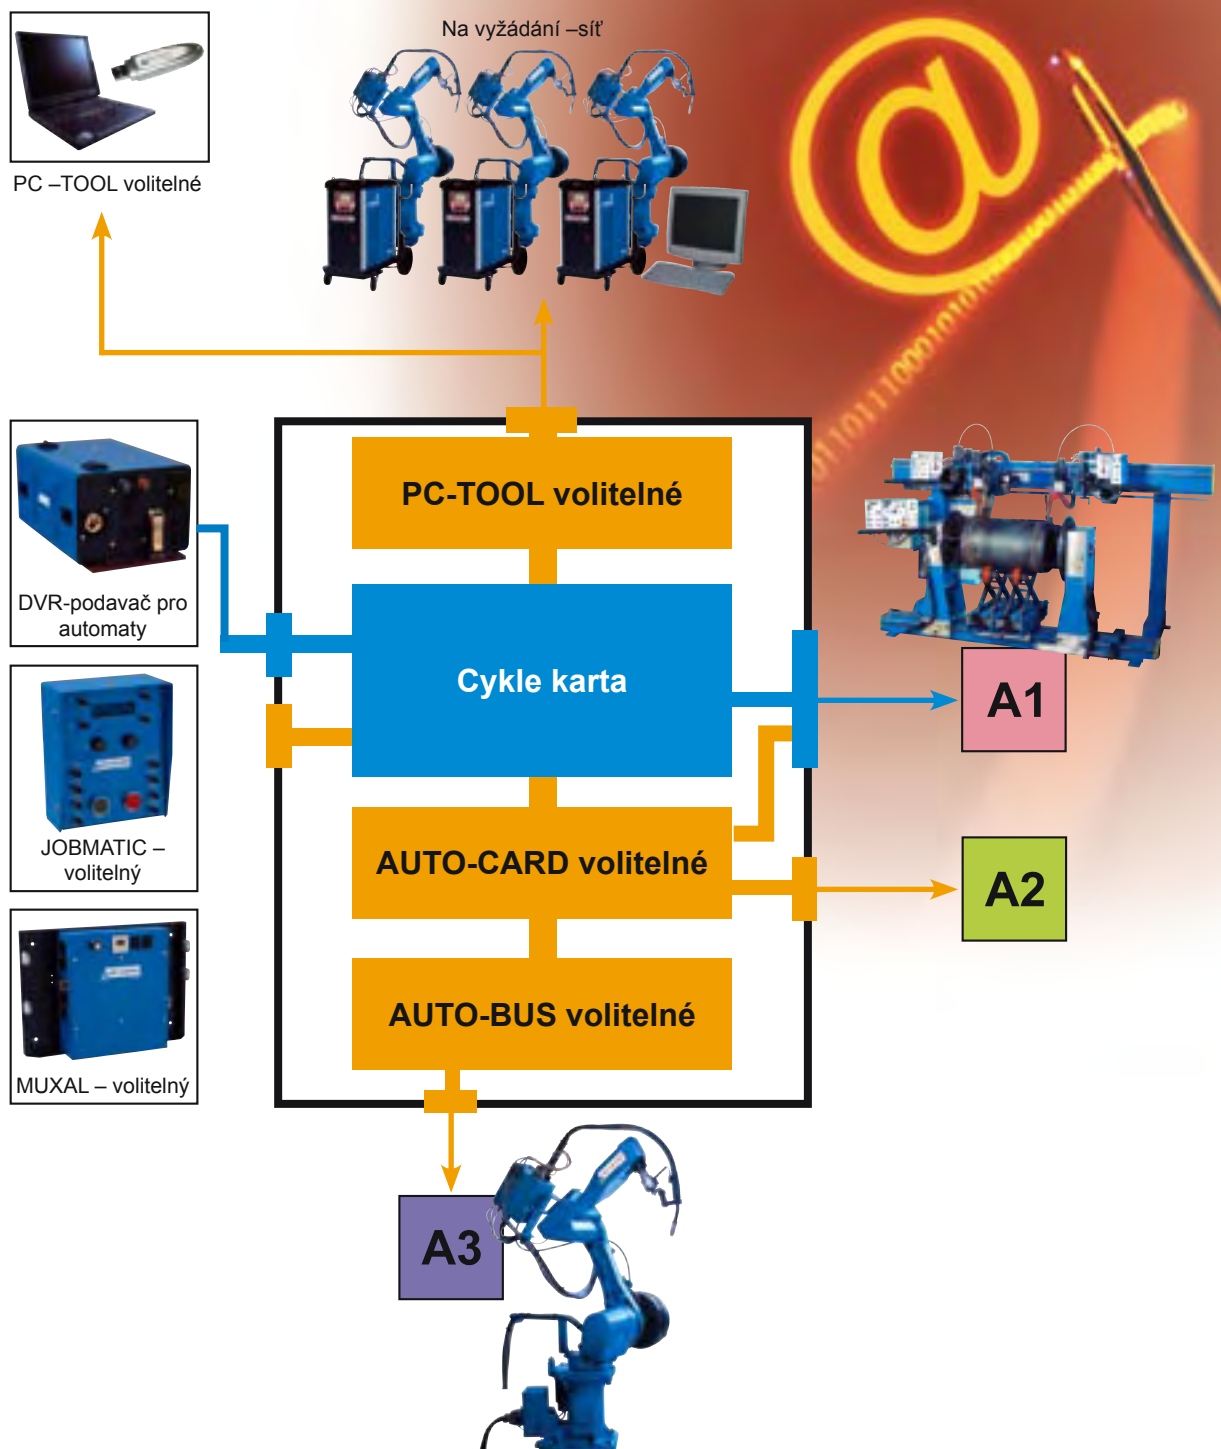 Na vyžádání –síť
PC –TOOL volitelné
PC-TOOL volitelné
DVR-podavač pro
automaty
Cykle karta
A1
JOBMATIC –
volitelný
AUTO-CARD volitelné
A2
AUTO-BUS volitelné
MUXAL – volitelný
A3
@